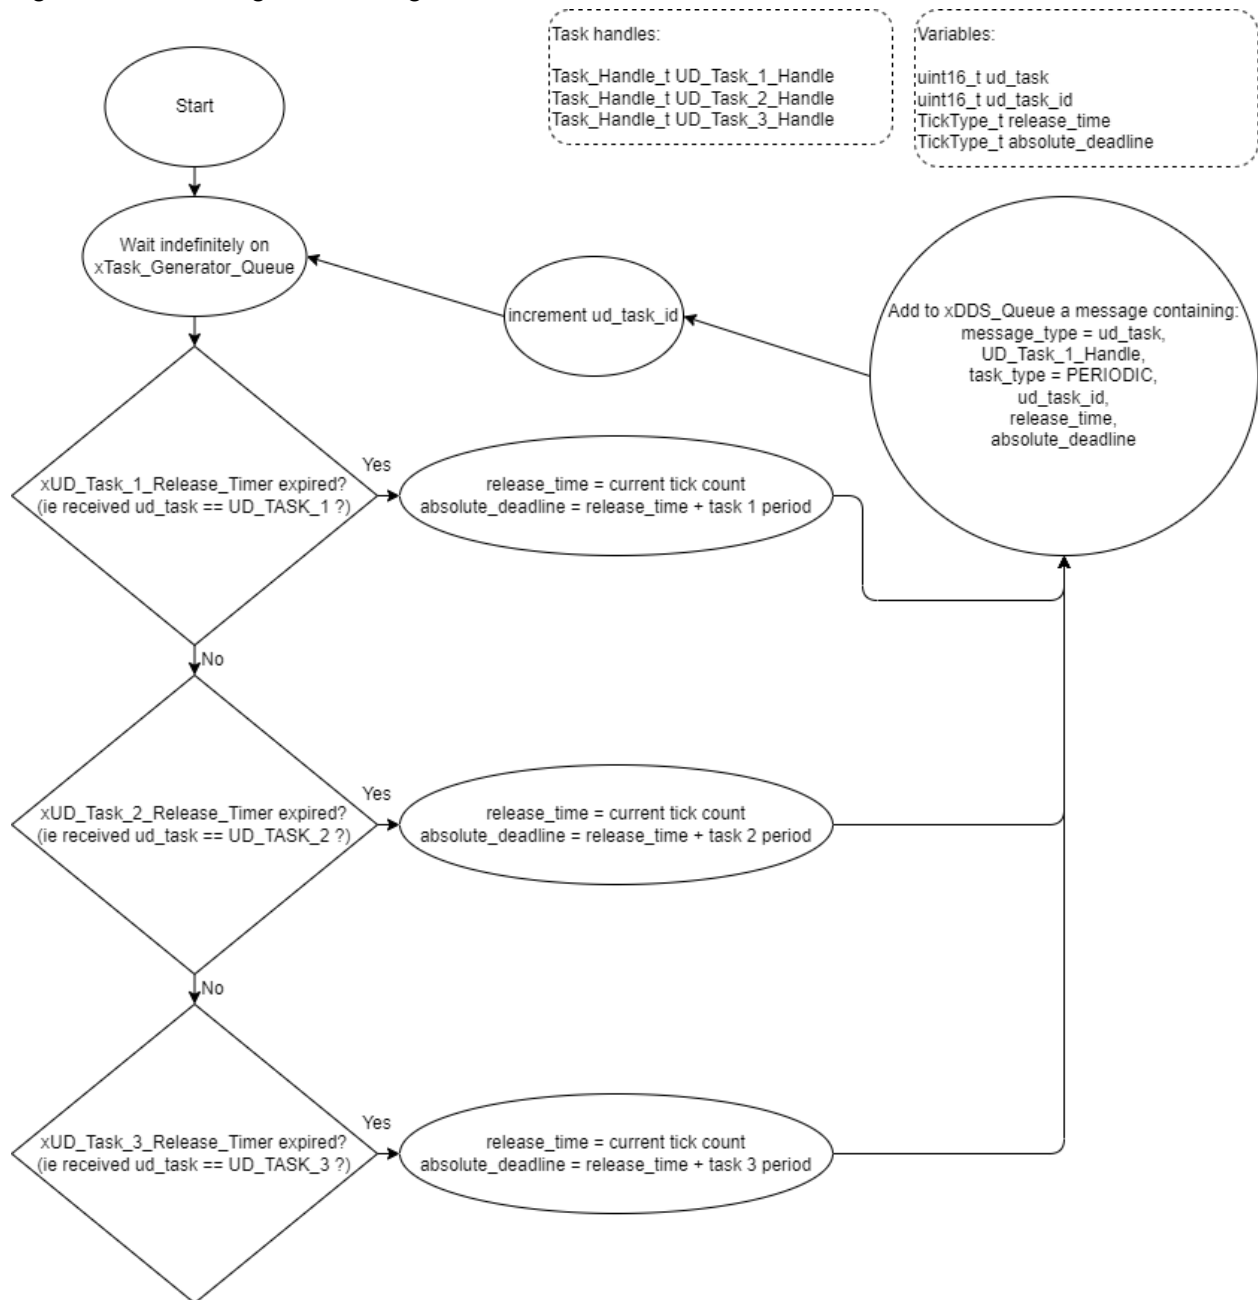 Task handles:
Task_Handle_t UD_Task_1_Handle
Task_Handle_t UD_Task_2_Handle
Task_Handle_t UD_Task_3_Handle
Variables:
uint16_t ud_task
uint16_t ud_task_id
TickType_t release_time
TickType_t absolute_deadline
Start
Wait indefinitely on
xTask_Generator_Queue
increment ud_task_id
Add to xDDS_Queue a message containing:
message_type = ud_task,
UD_Task_1_Handle,
task_type = PERIODIC,
ud_task_id,
release_time,
absolute_deadline
xUD_Task_1_Release_Timer expired?
(ie received ud_task == UD_TASK_1 ?)
Yes
release_time = current tick count
absolute_deadline = release_time + task 1 period
No
xUD_Task_2_Release_Timer expired?
(ie received ud_task == UD_TASK_2 ?)
Yes
release_time = current tick count
absolute_deadline = release_time + task 2 period
No
xUD_Task_3_Release_Timer expired?
(ie received ud_task == UD_TASK_3 ?)
Yes
release_time = current tick count
absolute_deadline = release_time + task 3 period